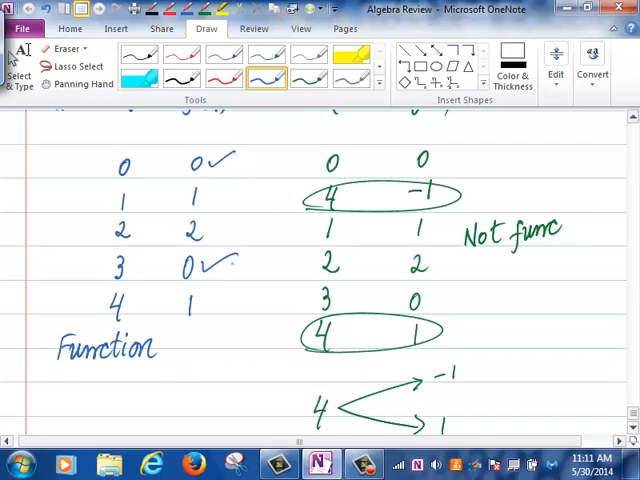 Algebra Review - Microsoft OneNote
File Home Insert Share Draw Review View Pages
Select & Type
Eraser
Lasso Select
Panning Hand
Color & Thickness
Edit
Convert
Tools Insert Shapes
0 0 ✓ 0 0
1 1 4 -1
2 2 1 1 Not func
3 0 ✓ 2 2
4 1 3 0
Function 4 1
4 -1
1
11:11 AM
5/30/2014